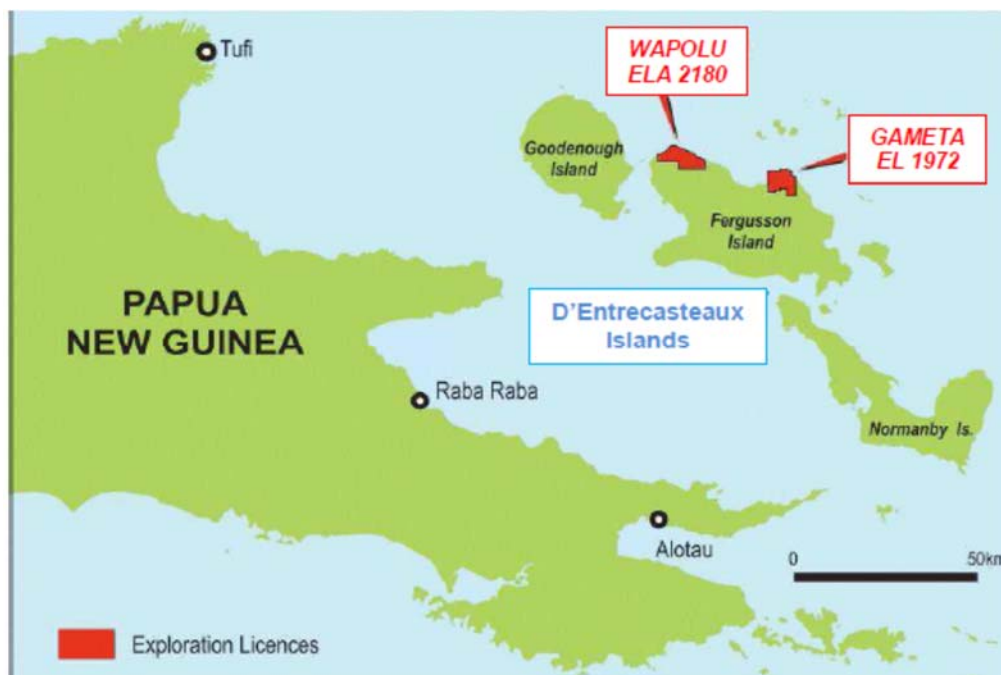 Tufi
WAPOLU
ELA 2180
GAMETA
EL 1972
Goodenough
Island
Fergusson
Island
PAPUA
NEW GUINEA
D'Entrecasteaux
Islands
Raba Raba
Normanby Is.
Alotau
0 50km
Exploration Licences